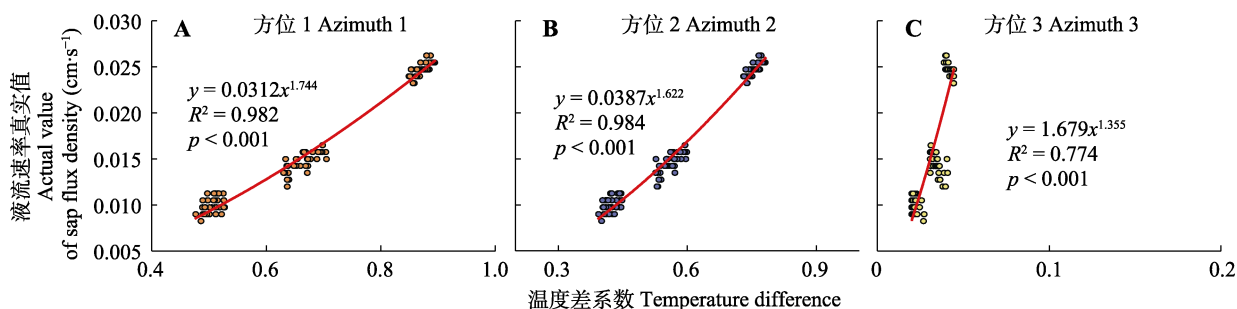 液流速率真实值
Actual value
of sap flux density (cm·s⁻¹)
0.030
0.025
0.020
0.015
0.010
0.005
A
方位 1 Azimuth 1
y = 0.0312x^1.744
R² = 0.982
p < 0.001
0.4
0.6
0.8
1.0
B
方位 2 Azimuth 2
y = 0.0387x^1.622
R² = 0.984
p < 0.001
0.3
0.6
0.9
C
方位 3 Azimuth 3
y = 1.679x^1.355
R² = 0.774
p < 0.001
0
0.1
0.2
温度差系数 Temperature difference